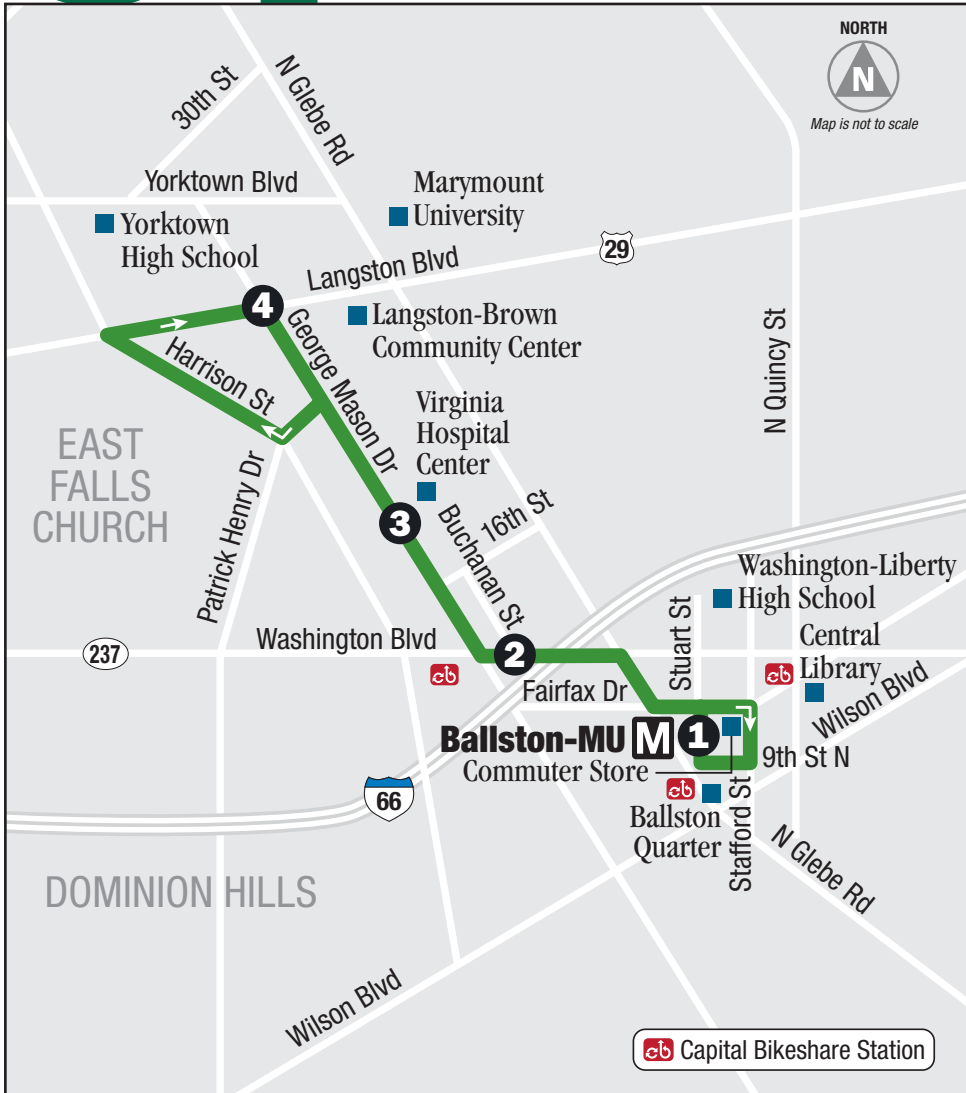 NORTH
N
Map is not to scale
30th St
N Glebe Rd
Yorktown Blvd
Marymount
University
Yorktown
High School
29
Langston Blvd
4
George Mason Dr
Langston-Brown
Community Center
Harrison St
N Quincy St
Virginia
Hospital
Center
EAST
FALLS
CHURCH
Patrick Henry Dr
3
Buchanan St
16th St
Washington-Liberty
High School
Stuart St
237
Washington Blvd
2
Central
Library
cb
cb
Fairfax Dr
Wilson Blvd
Ballston-MU
M
1
Commuter Store
9th St N
66
cb
Ballston
Quarter
Stafford St
N Glebe Rd
DOMINION HILLS
Wilson Blvd
cb Capital Bikeshare Station